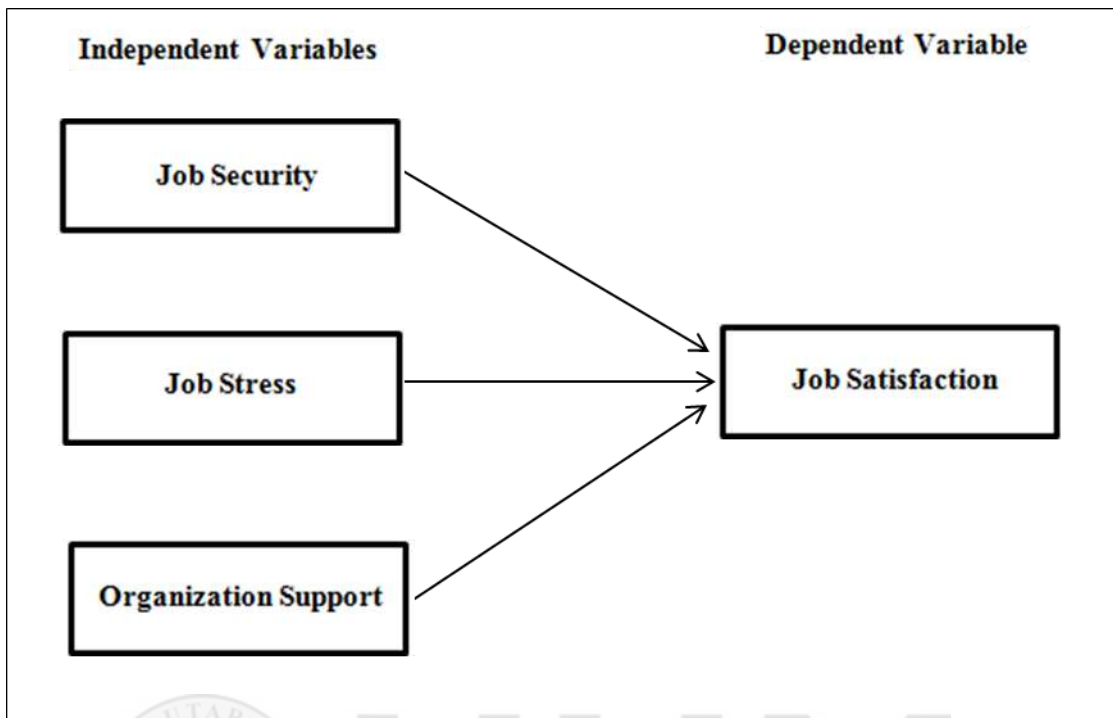 Independent Variables
Dependent Variable
Job Security
Job Stress
Job Satisfaction
Organization Support